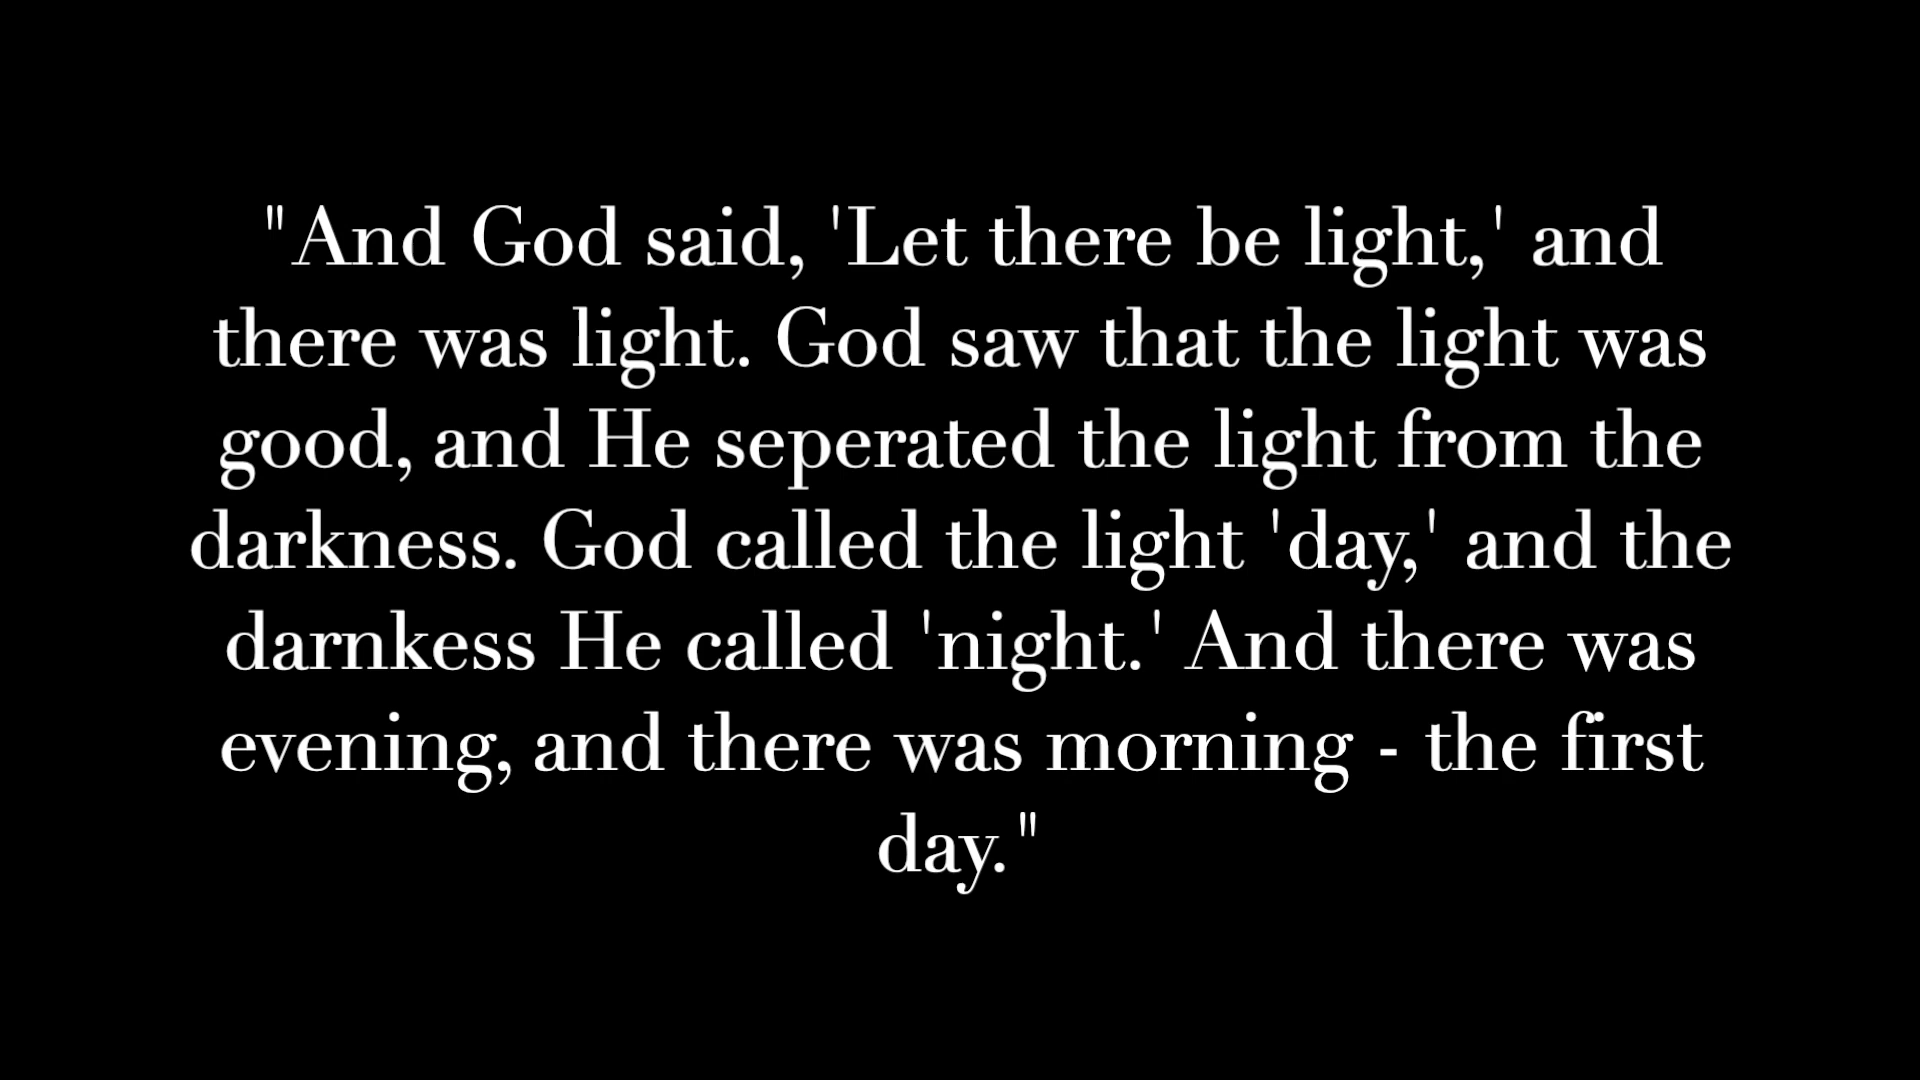 "And God said, 'Let there be light,' and
there was light. God saw that the light was
good, and He seperated the light from the
darkness. God called the light 'day,' and the
darnkess He called 'night.' And there was
evening, and there was morning - the first
day."